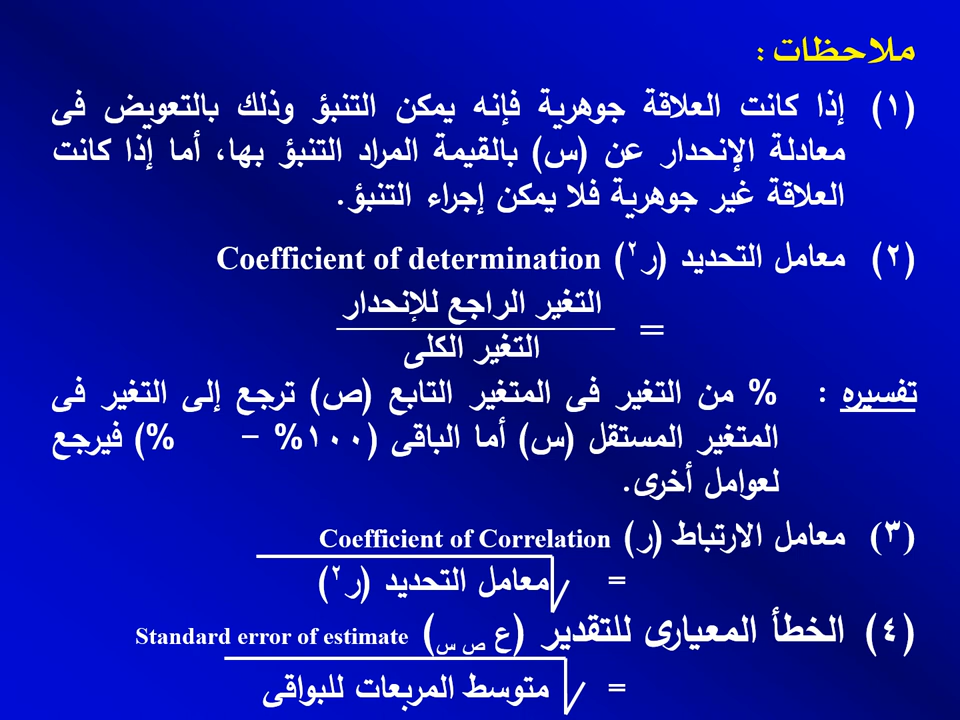 ملاحظات :
(١) إذا كانت العلاقة جوهرية فإنه يمكن التنبؤ وذلك بالتعويض فى
معادلة الإنحدار عن (س) بالقيمة المراد التنبؤ بها، أما إذا كانت
العلاقة غير جوهرية فلا يمكن إجراء التنبؤ.
(٢) معامل التحديد (ر٢) Coefficient of determination
التغير الراجع للإنحدار
=
التغير الكلى
تفسيره : % من التغير فى المتغير التابع (ص) ترجع إلى التغير فى
المتغير المستقل (س) أما الباقى (١٠٠% - %) فيرجع
لعوامل أخرى.
(٣) معامل الارتباط (ر) Coefficient of Correlation
= √ معامل التحديد (ر٢)
(٤) الخطأ المعيارى للتقدير (ع ص س) Standard error of estimate
= √ متوسط المربعات للبواقى